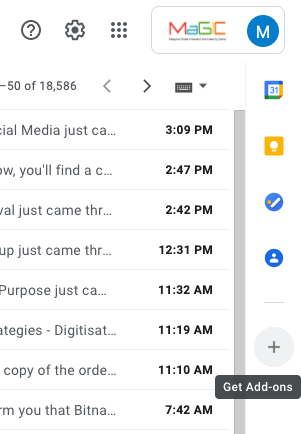 MaGIC
M
–50 of 18,586
31
cial Media just ca... 3:09 PM
ow, you'll find a c... 2:47 PM
val just came thr... 2:42 PM
up just came thr... 12:31 PM
Purpose just ca... 11:32 AM
ategies - Digitisat... 11:19 AM
copy of the orde... 11:10 AM
Get Add-ons
rm you that Bitna... 7:42 AM